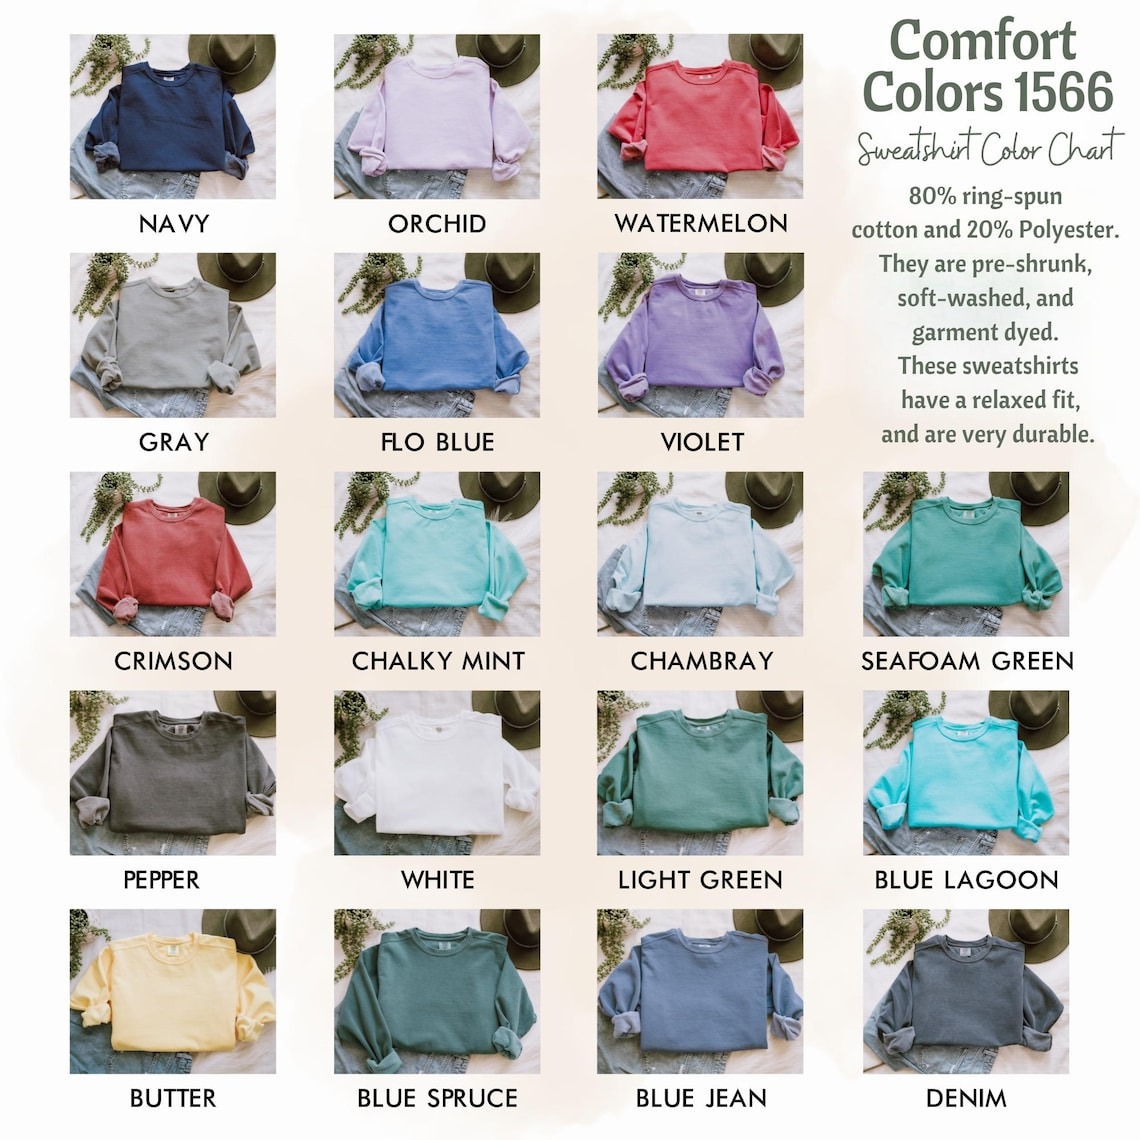 Comfort
Colors 1566
Sweatshirt Color Chart
80% ring-spun
cotton and 20% Polyester.
They are pre-shrunk,
soft-washed, and
garment dyed.
These sweatshirts
have a relaxed fit,
and are very durable.
NAVY
ORCHID
WATERMELON
GRAY
FLO BLUE
VIOLET
CRIMSON
CHALKY MINT
CHAMBRAY
SEAFOAM GREEN
PEPPER
WHITE
LIGHT GREEN
BLUE LAGOON
BUTTER
BLUE SPRUCE
BLUE JEAN
DENIM